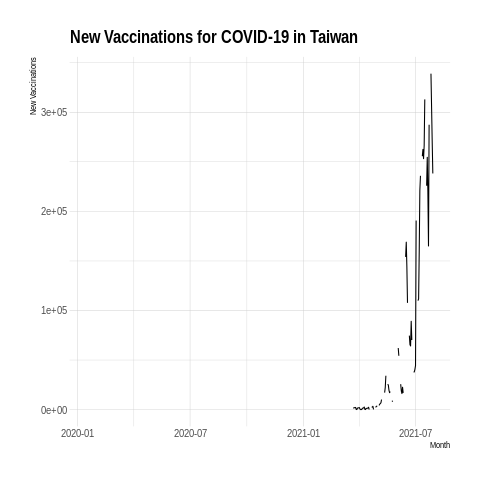 New Vaccinations for COVID-19 in Taiwan
New Vaccinations
3e+05
2e+05
1e+05
0e+00
2020-01 2020-07 2021-01 2021-07
Month